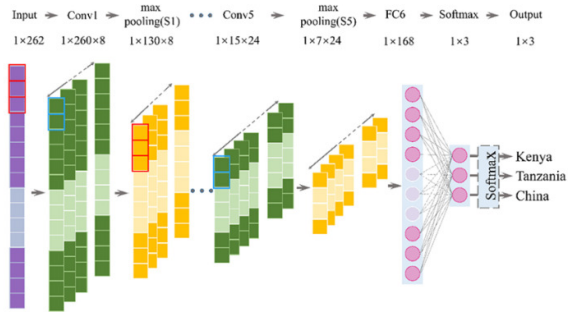 Input Conv1 max pooling(S1) Conv5 max pooling(S5) FC6 Softmax Output
1×262 1×260×8 1×130×8 1×15×24 1×7×24 1×168 1×3 1×3
Kenya
Tanzania
China
SoftmaX